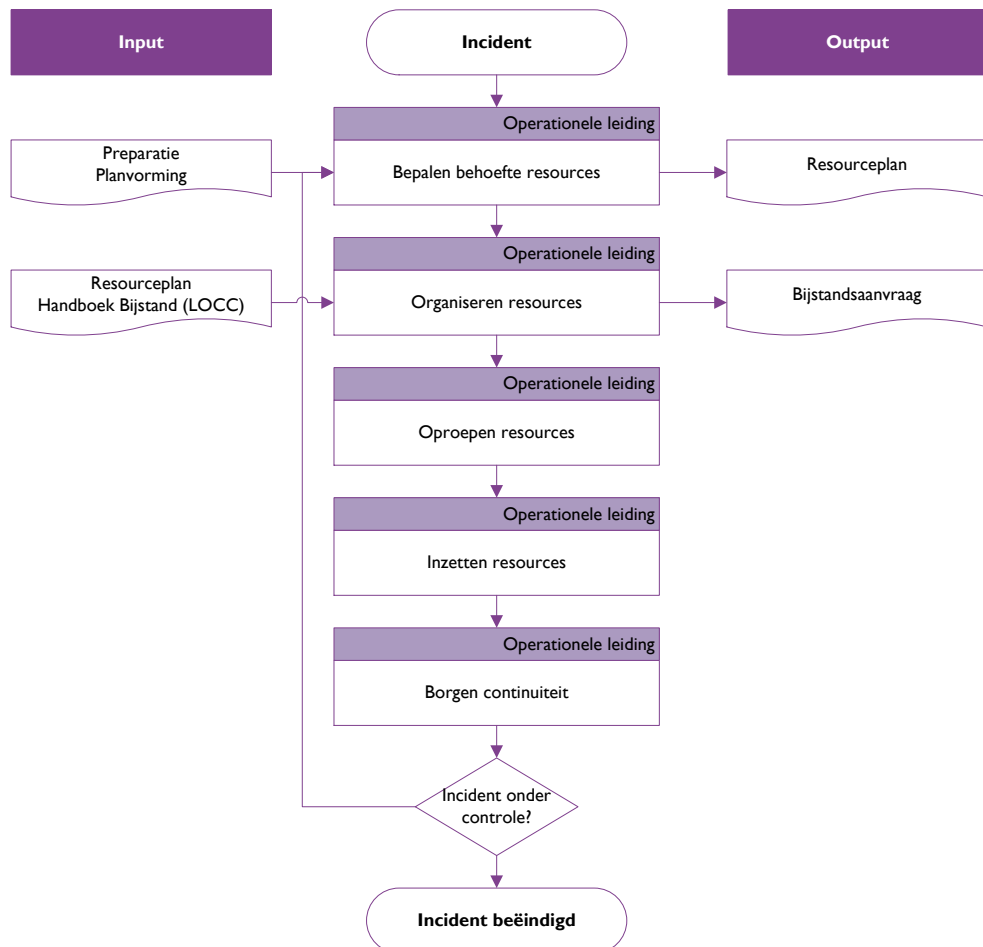 Input
Incident
Output
Operationele leiding
Preparatie
Planvorming
Bepalen behoefte resources
Resourceplan
Operationele leiding
Resourceplan
Handboek Bijstand (LOCC)
Organiseren resources
Bijstandsaanvraag
Operationele leiding
Oproepen resources
Operationele leiding
Inzetten resources
Operationele leiding
Borgen continuiteit
Incident onder
controle?
Incident beëindigd